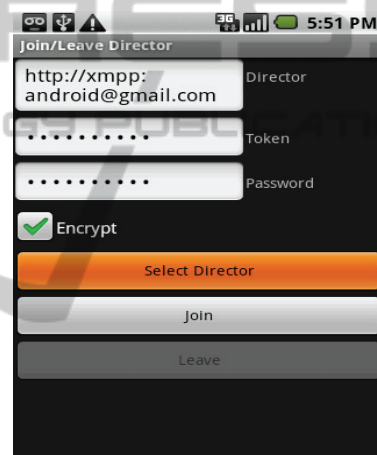 3G 5:51 PM
Join/Leave Director
http://xmpp:
android@gmail.com
Director
Token
Password
Encrypt
Select Director
Join
Leave